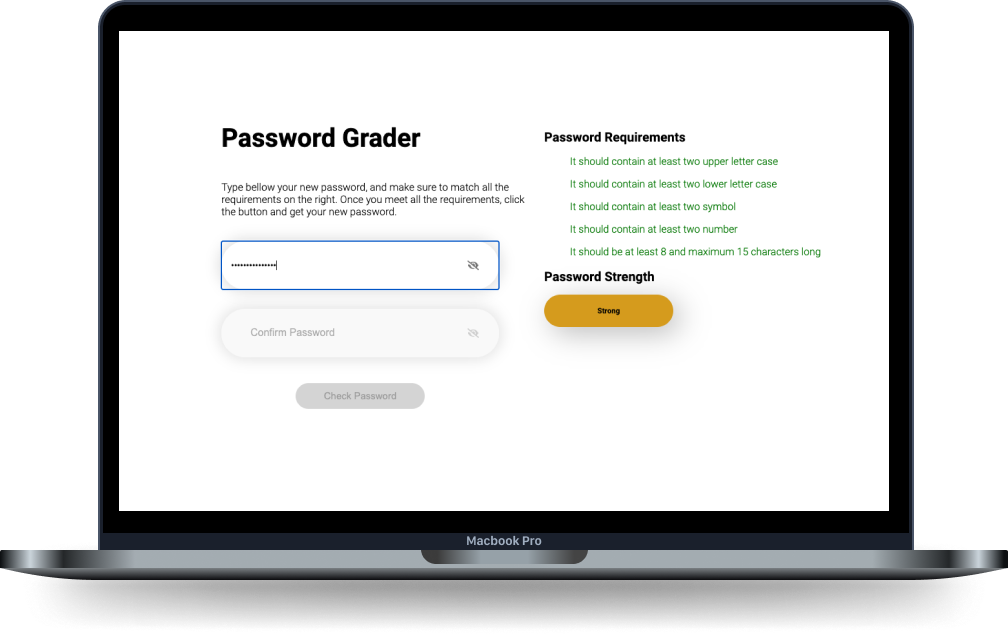 Password Grader
Type bellow your new password, and make sure to match all the
requirements on the right. Once you meet all the requirements, click
the button and get your new password.
•••••••••••••••
Confirm Password
Check Password
Password Requirements
It should contain at least two upper letter case
It should contain at least two lower letter case
It should contain at least two symbol
It should contain at least two number
It should be at least 8 and maximum 15 characters long
Password Strength
Strong
Macbook Pro